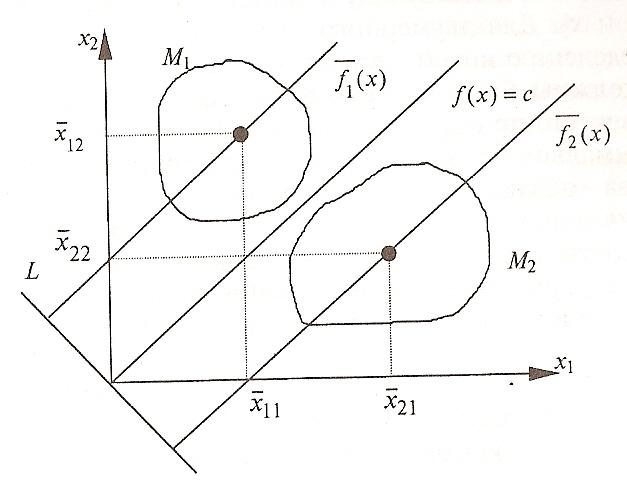 x₂
M₁
f̅₁(x)
f(x) = c
f̅₂(x)
x̅₁₂
x̅₂₂
L
M₂
x₁
x̅₁₁
x̅₂₁